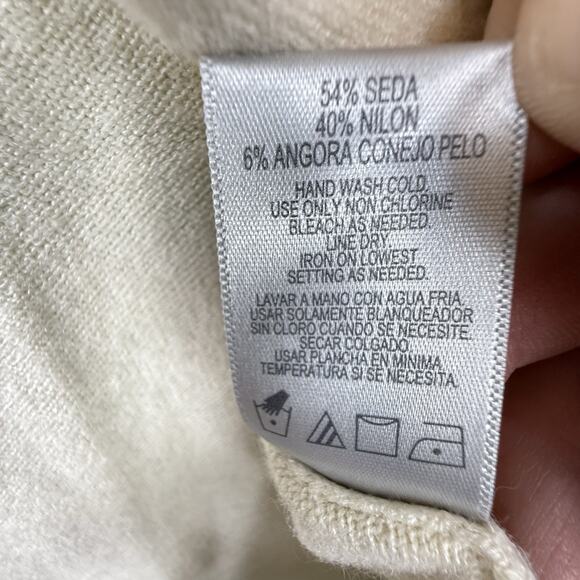 54% SEDA
40% NILON
6% ANGORA CONEJO PELO
HAND WASH COLD.
USE ONLY NON CHLORINE
BLEACH AS NEEDED
LINE DRY.
IRON ON LOWEST
SETTING AS NEEDED.
LAVAR A MANO CON AGUA FRIA.
USAR SOLAMENTE BLANQUEADOR
SIN CLORO CUANDO SE NECESITE.
SECAR COLGADO.
USAR PLANCHA EN MINIMA
TEMPERATURA SI SE NECESITA.